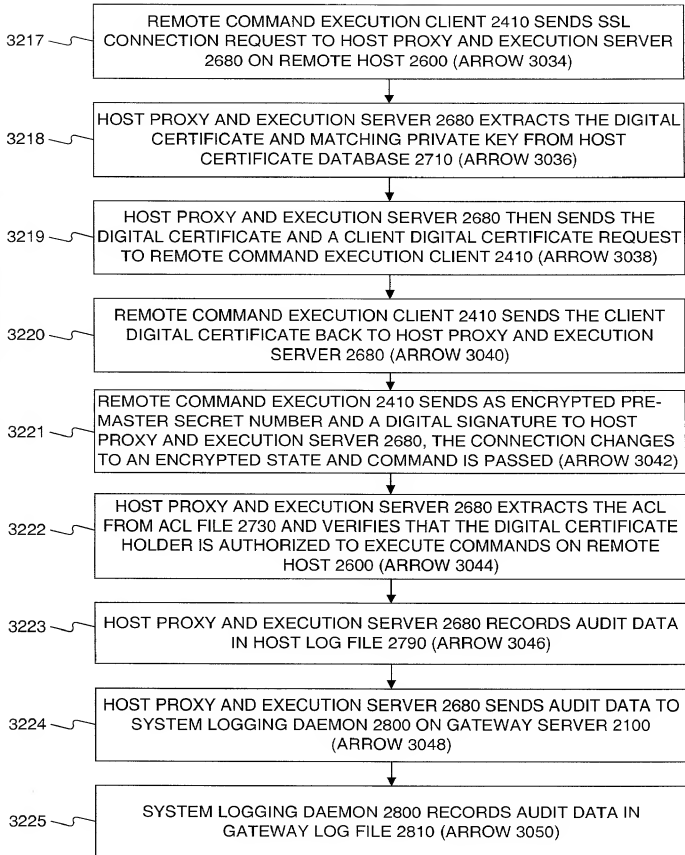 3217
REMOTE COMMAND EXECUTION CLIENT 2410 SENDS SSL
CONNECTION REQUEST TO HOST PROXY AND EXECUTION SERVER
2680 ON REMOTE HOST 2600 (ARROW 3034)
3218
HOST PROXY AND EXECUTION SERVER 2680 EXTRACTS THE DIGITAL
CERTIFICATE AND MATCHING PRIVATE KEY FROM HOST
CERTIFICATE DATABASE 2710 (ARROW 3036)
3219
HOST PROXY AND EXECUTION SERVER 2680 THEN SENDS THE
DIGITAL CERTIFICATE AND A CLIENT DIGITAL CERTIFICATE REQUEST
TO REMOTE COMMAND EXECUTION CLIENT 2410 (ARROW 3038)
3220
REMOTE COMMAND EXECUTION CLIENT 2410 SENDS THE CLIENT
DIGITAL CERTIFICATE BACK TO HOST PROXY AND EXECUTION
SERVER 2680 (ARROW 3040)
3221
REMOTE COMMAND EXECUTION 2410 SENDS AS ENCRYPTED PRE-
MASTER SECRET NUMBER AND A DIGITAL SIGNATURE TO HOST
PROXY AND EXECUTION SERVER 2680, THE CONNECTION CHANGES
TO AN ENCRYPTED STATE AND COMMAND IS PASSED (ARROW 3042)
3222
HOST PROXY AND EXECUTION SERVER 2680 EXTRACTS THE ACL
FROM ACL FILE 2730 AND VERIFIES THAT THE DIGITAL CERTIFICATE
HOLDER IS AUTHORIZED TO EXECUTE COMMANDS ON REMOTE
HOST 2600 (ARROW 3044)
3223
HOST PROXY AND EXECUTION SERVER 2680 RECORDS AUDIT DATA
IN HOST LOG FILE 2790 (ARROW 3046)
3224
HOST PROXY AND EXECUTION SERVER 2680 SENDS AUDIT DATA TO
SYSTEM LOGGING DAEMON 2800 ON GATEWAY SERVER 2100
(ARROW 3048)
3225
SYSTEM LOGGING DAEMON 2800 RECORDS AUDIT DATA IN
GATEWAY LOG FILE 2810 (ARROW 3050)